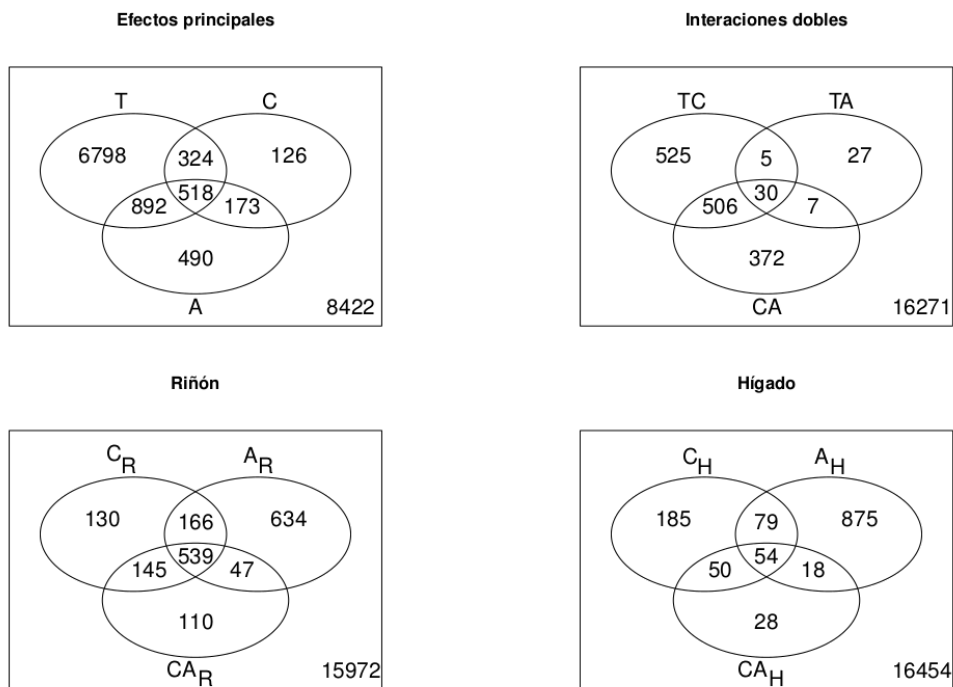 Efectos principales
T
C
6798
324
126
518
892
173
490
A
8422
Interaciones dobles
TC
TA
525
5
27
30
506
7
372
CA
16271
Riñón
C_R
A_R
130
166
634
539
145
47
110
CA_R
15972
Hígado
C_H
A_H
185
79
875
54
50
18
28
CA_H
16454